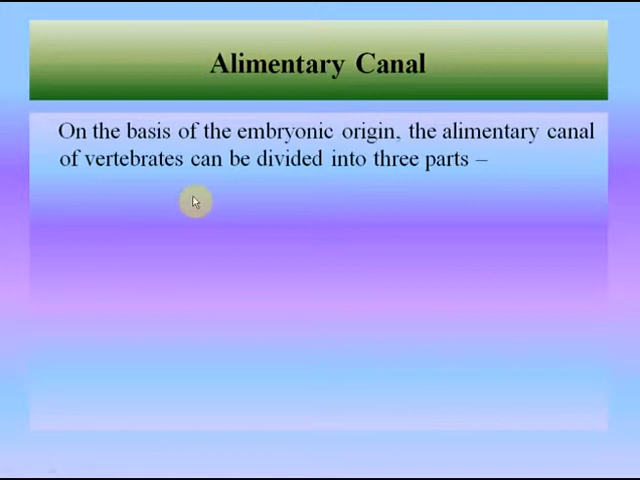 Alimentary Canal
On the basis of the embryonic origin, the alimentary canal
of vertebrates can be divided into three parts –